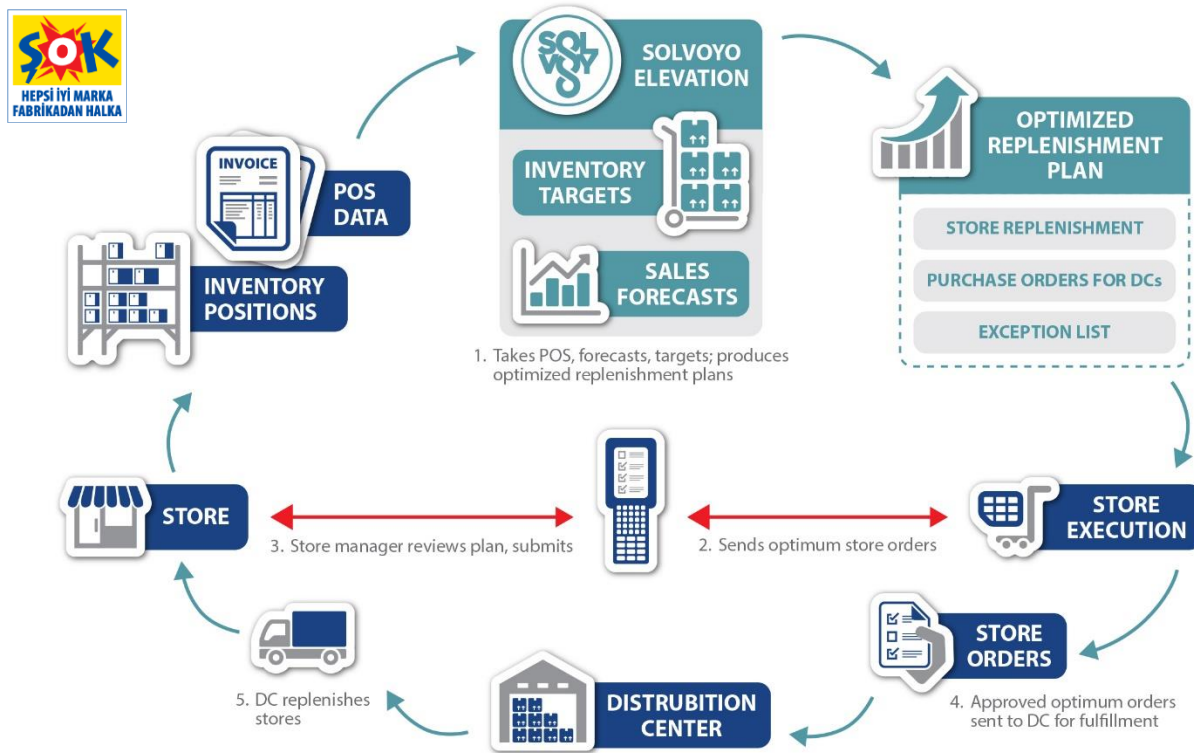 ŞOK
HEPSİ İYİ MARKA
FABRİKADAN HALKA
SOLVOY
SOLVOYO
ELEVATION
INVENTORY
TARGETS
SALES
FORECASTS
1. Takes POS, forecasts, targets; produces
optimized replenishment plans
OPTIMIZED
REPLENISHMENT
PLAN
STORE REPLENISHMENT
PURCHASE ORDERS FOR DCs
EXCEPTION LIST
INVOICE
POS
DATA
INVENTORY
POSITIONS
STORE
3. Store manager reviews plan, submits
2. Sends optimum store orders
STORE
EXECUTION
STORE
ORDERS
4. Approved optimum orders
sent to DC for fulfillment
DISTRUBITION
CENTER
5. DC replenishes
stores